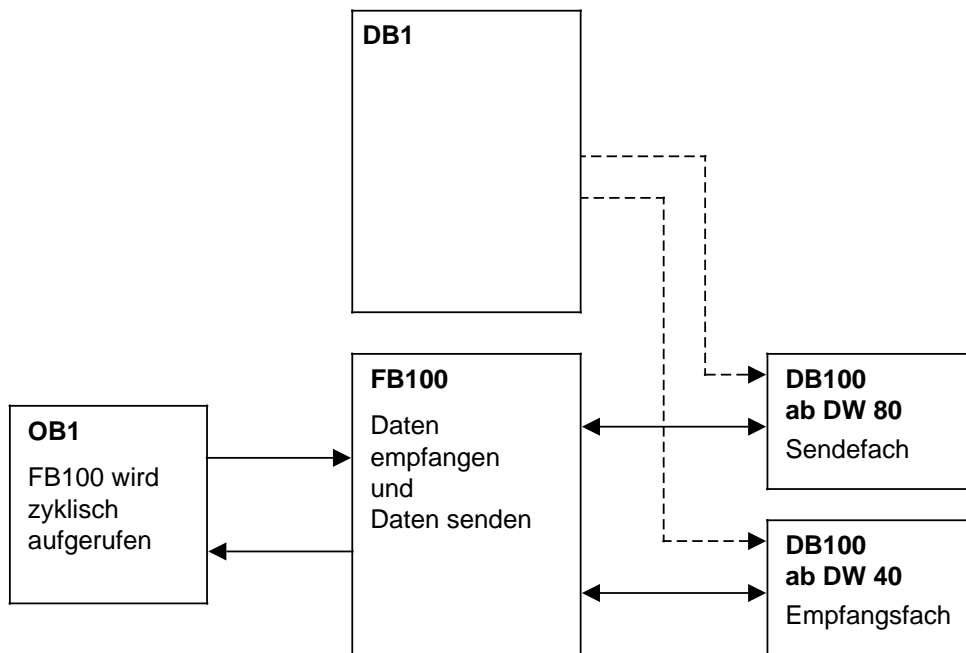 DB1
FB100
Daten
empfangen
und
Daten senden
OB1
FB100 wird
zyklisch
aufgerufen
DB100
ab DW 80
Sendefach
DB100
ab DW 40
Empfangsfach